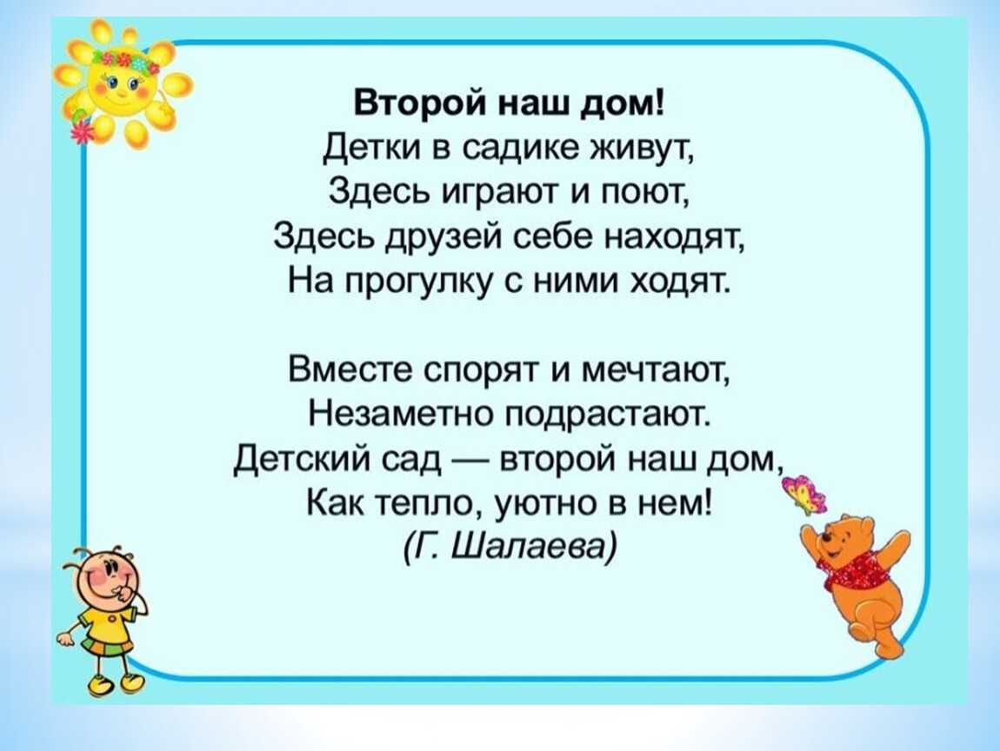 Второй наш дом!
Детки в садике живут,
Здесь играют и поют,
Здесь друзей себе находят,
На прогулку с ними ходят.
Вместе спорят и мечтают,
Незаметно подрастают.
Детский сад — второй наш дом,
Как тепло, уютно в нем!
(Г. Шалаева)